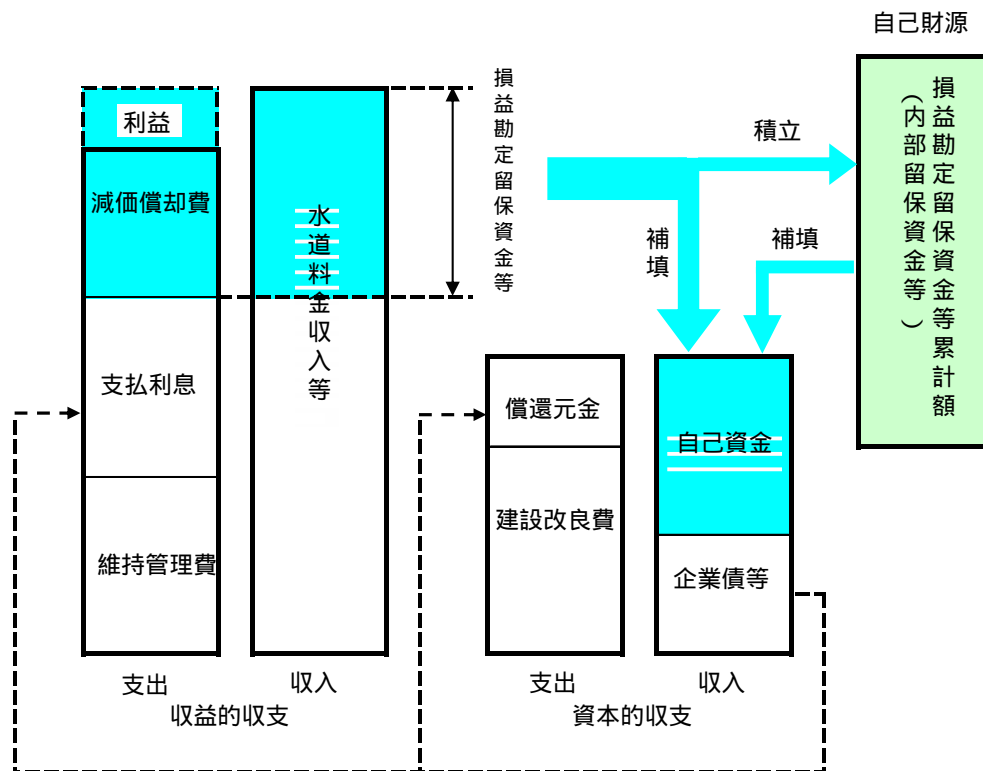 自己財源
損益勘定留保資金等累計額
（内部留保資金等）
利益
減価償却費
支払利息
維持管理費
水道料金収入等
損益勘定留保資金等
積立
補填
補填
償還元金
建設改良費
自己資金
企業債等
支出
収入
収益的収支
支出
収入
資本的収支